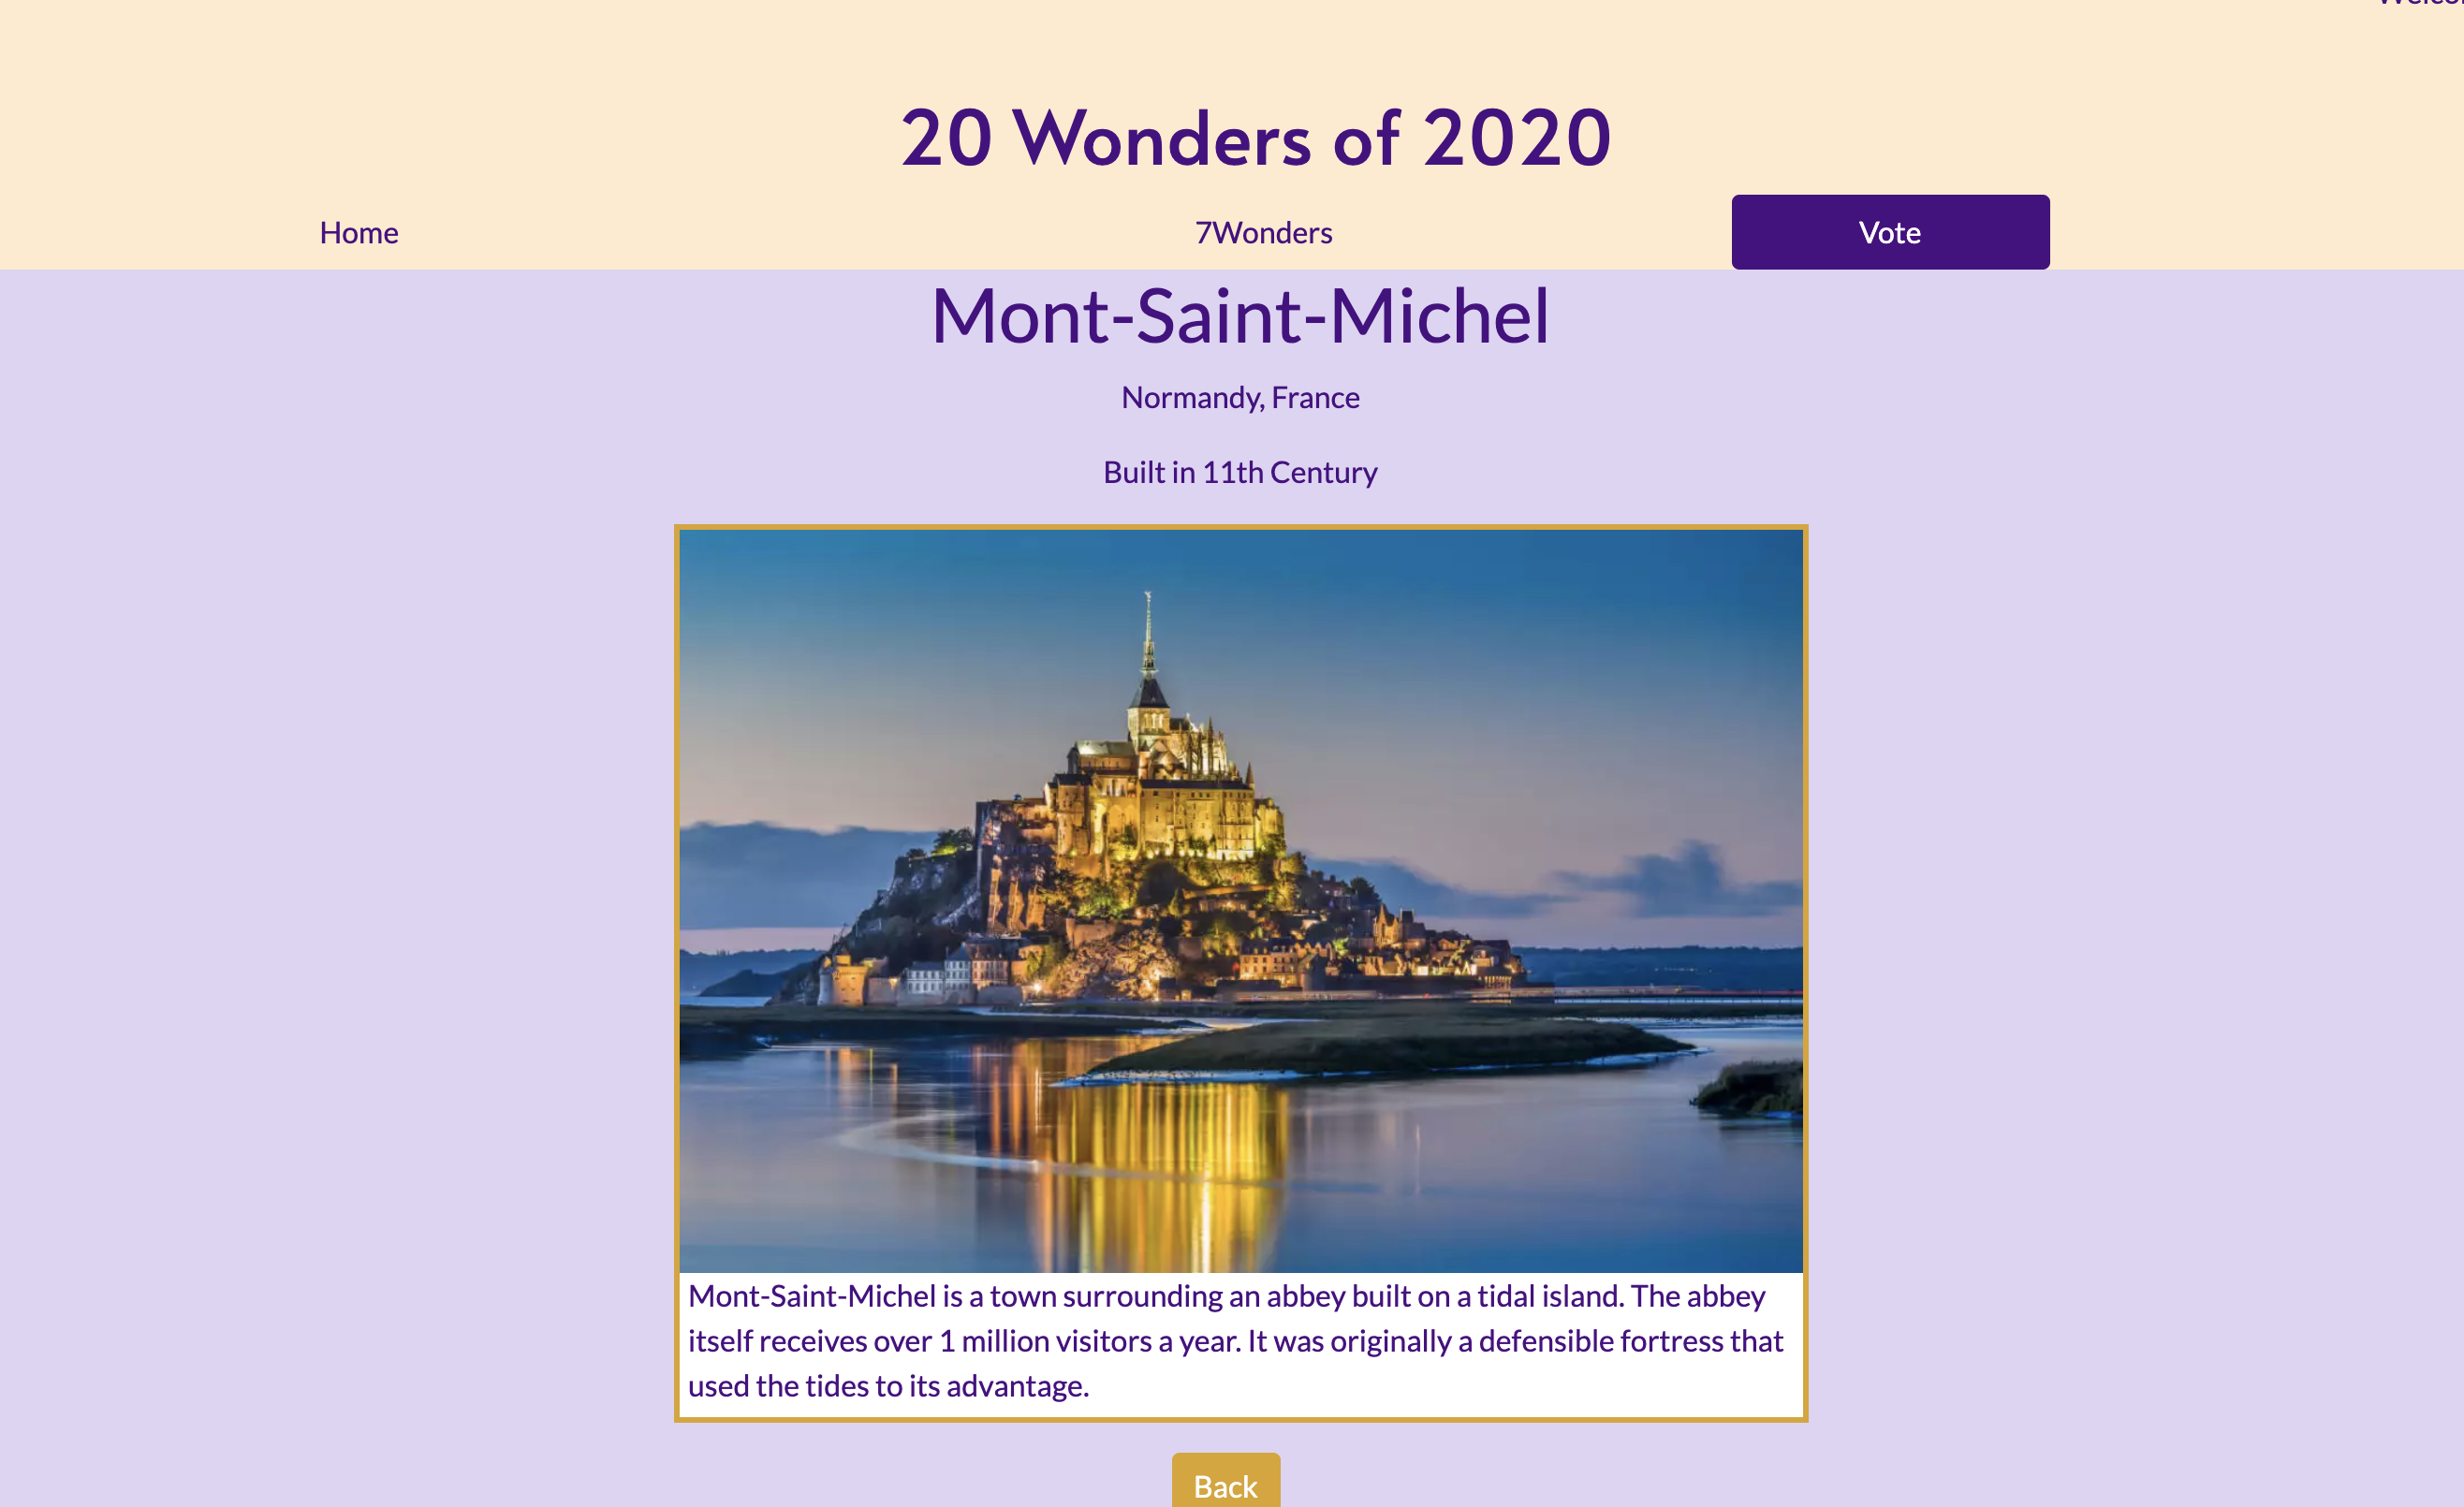 20 Wonders of 2020
Home 7Wonders Vote
Mont-Saint-Michel
Normandy, France
Built in 11th Century
Mont-Saint-Michel is a town surrounding an abbey built on a tidal island. The abbey
itself receives over 1 million visitors a year. It was originally a defensible fortress that
used the tides to its advantage.
Back